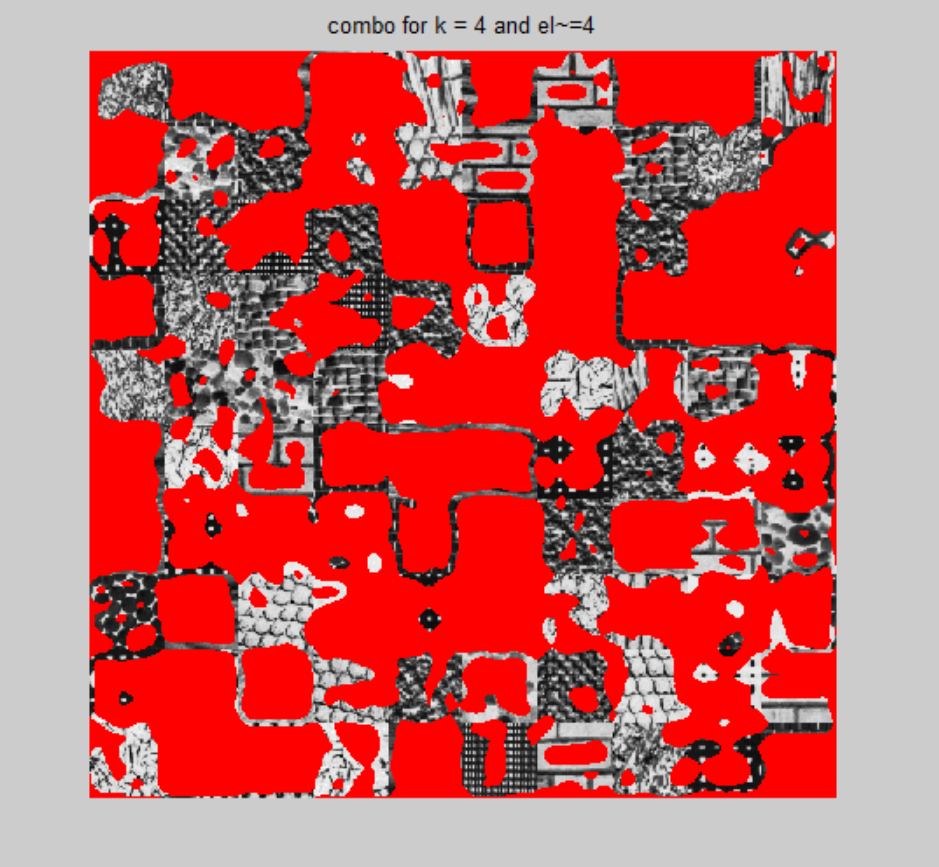 combo for k = 4 and el~=4